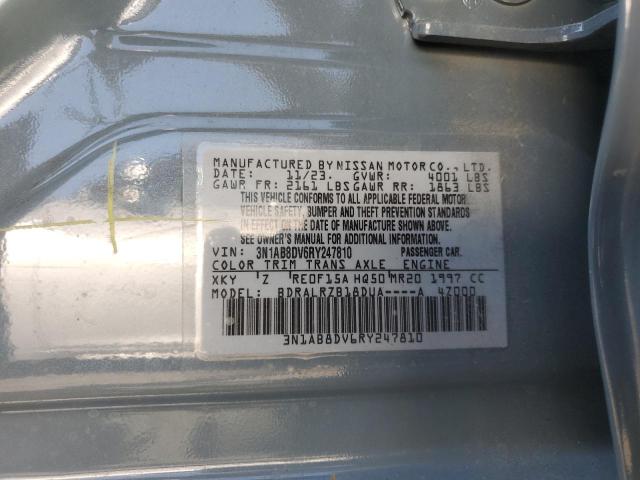 MANUFACTURED BY NISSAN MOTOR CO., LTD.
DATE: 11/23. GVWR: 4001 LBS
GAWR FR: 2161 LBS GAWR RR: 1863 LBS
THIS VEHICLE CONFORMS TO ALL APPLICABLE FEDERAL MOTOR
VEHICLE SAFETY, BUMPER AND THEFT PREVENTION STANDARDS
IN EFFECT ON THE DATE OF MANUFACTURE SHOWN ABOVE.
SEE OWNER'S MANUAL FOR ADDITIONAL INFORMATION.
VIN: 3N1AB8DV6RY247810 PASSENGER CAR.
COLOR TRIM TRANS AXLE ENGINE
XKY 'Z RE0F15A HQ50 MR20 1997 CC
MODEL: BDRALRZB18DUA----A 4Z000
3N1AB8DV6RY247810